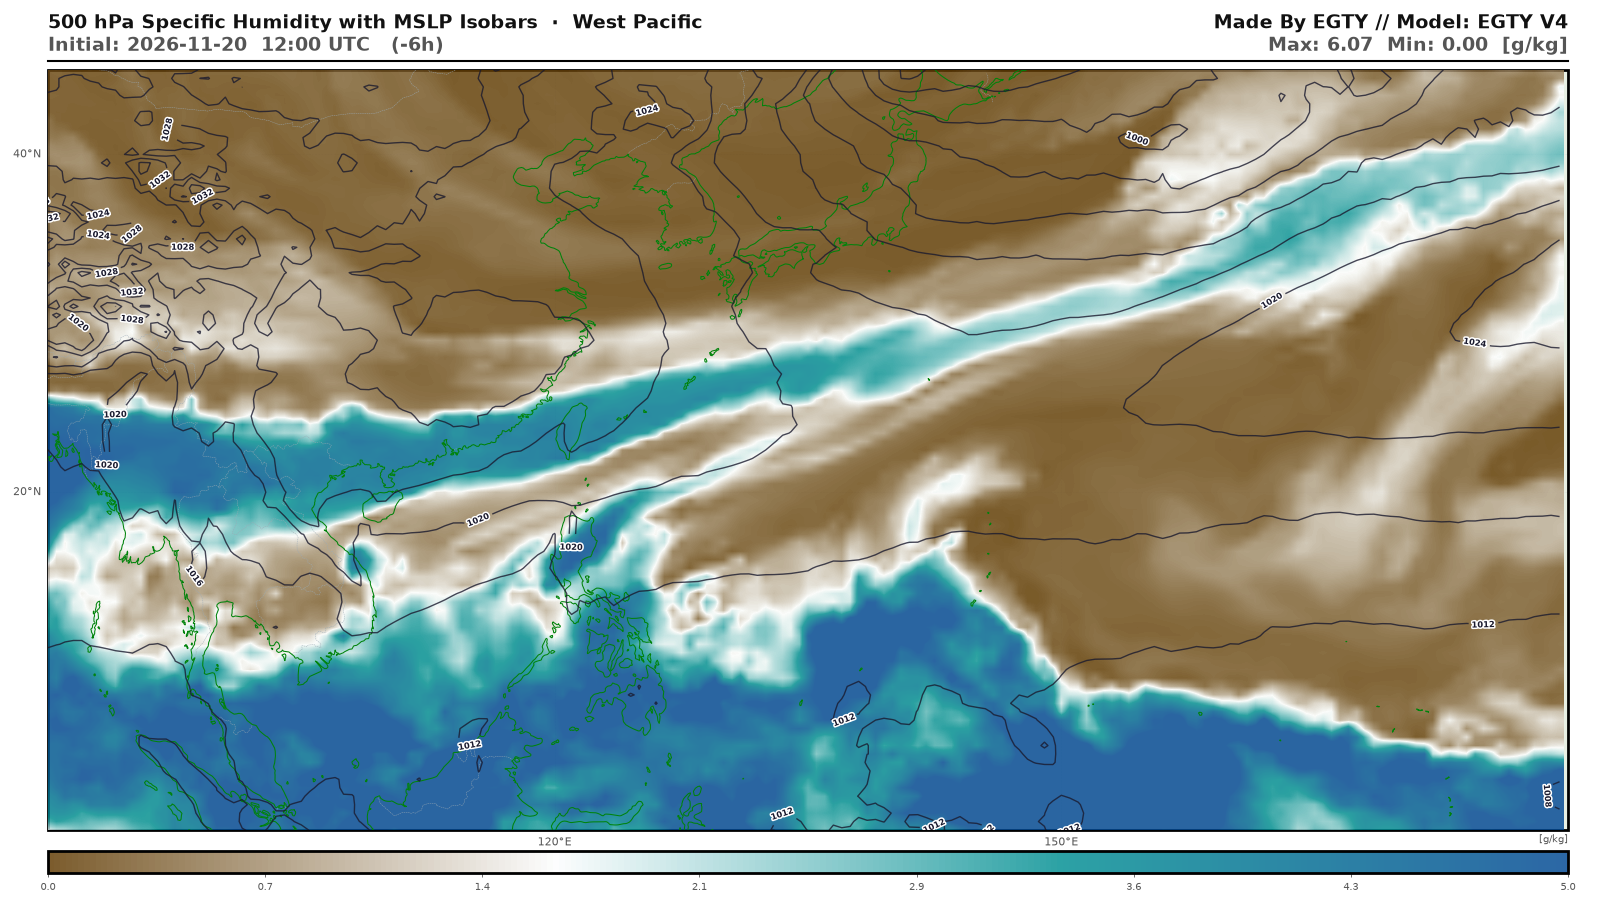 500 hPa Specific Humidity with MSLP Isobars · West Pacific
Made By EGTY // Model: EGTY V4
Initial: 2026-11-20 12:00 UTC (-6h)
Max: 6.07 Min: 0.00 [g/kg]
1024
1028
1000
40°N
1032
1032
32
1024
1024
1028
1028
1028
1032
1020
1020
1028
1024
1020
20°N
1020
1020
1020
1016
1012
1012
1012
1008
1012
1012
1012
120°E
150°E
[g/kg]
0.0 0.7 1.4 2.1 2.9 3.6 4.3 5.0